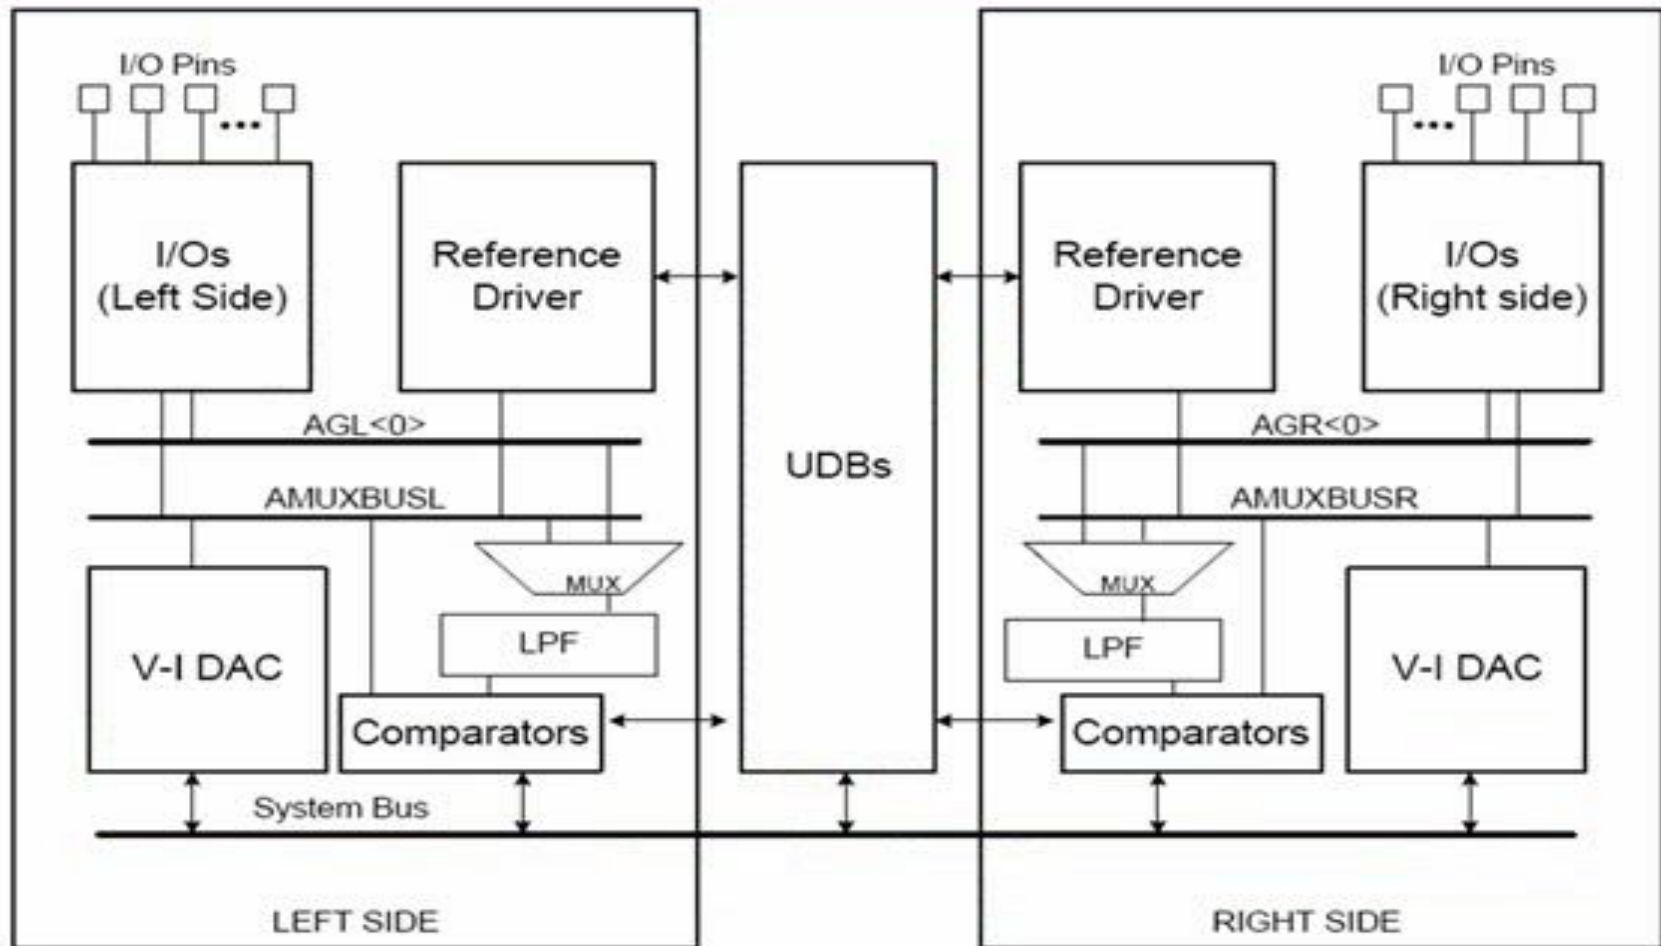 I/O Pins
I/O Pins
I/Os
(Left Side)
Reference
Driver
Reference
Driver
I/Os
(Right side)
AGL<0>
AGR<0>
UDBs
AMUXBUSL
AMUXBUSR
MUX
MUX
LPF
LPF
V-I DAC
V-I DAC
Comparators
Comparators
System Bus
LEFT SIDE
RIGHT SIDE